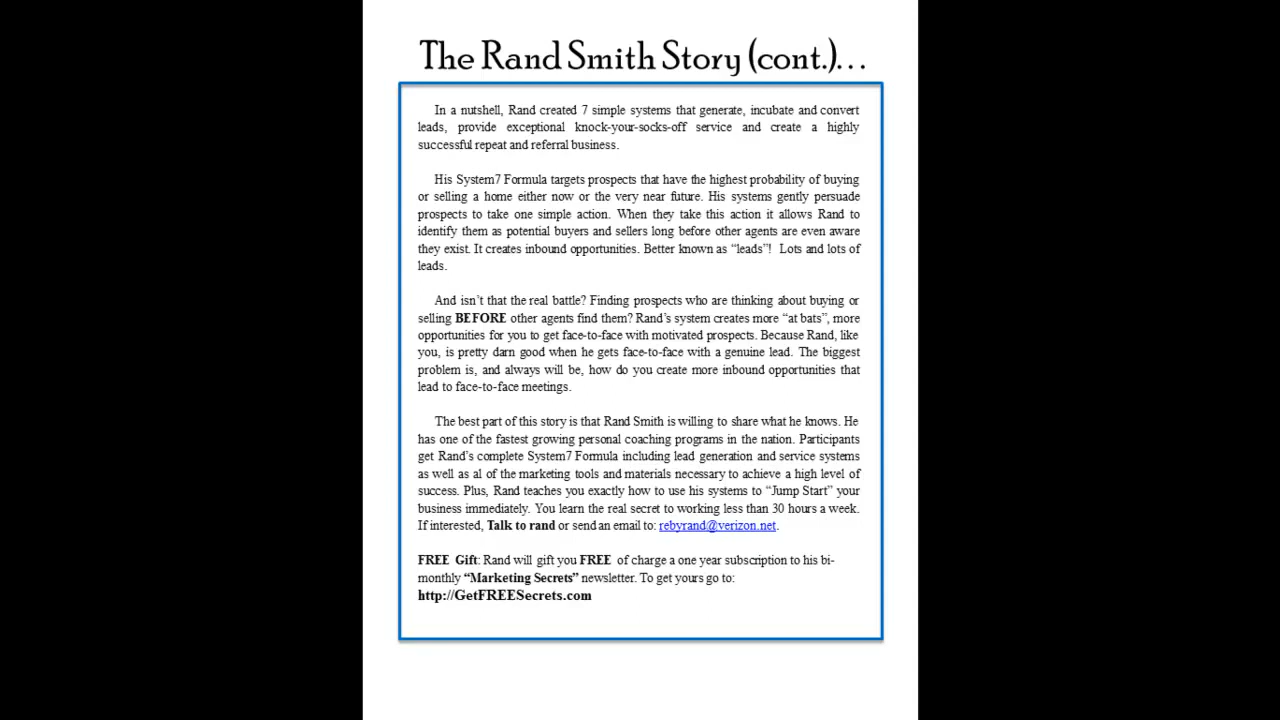 The Rand Smith Story (cont.)...
In a nutshell, Rand created 7 simple systems that generate, incubate and convert
leads, provide exceptional knock-your-socks-off service and create a highly
successful repeat and referral business.
His System7 Formula targets prospects that have the highest probability of buying
or selling a home either now or the very near future. His systems gently persuade
prospects to take one simple action. When they take this action it allows Rand to
identify them as potential buyers and sellers long before other agents are even aware
they exist. It creates inbound opportunities. Better known as “leads”! Lots and lots of
leads.
And isn’t that the real battle? Finding prospects who are thinking about buying or
selling BEFORE other agents find them? Rand’s system creates more “at bats”, more
opportunities for you to get face-to-face with motivated prospects. Because Rand, like
you, is pretty darn good when he gets face-to-face with a genuine lead. The biggest
problem is, and always will be, how do you create more inbound opportunities that
lead to face-to-face meetings.
The best part of this story is that Rand Smith is willing to share what he knows. He
has one of the fastest growing personal coaching programs in the nation. Participants
get Rand’s complete System7 Formula including lead generation and service systems
as well as al of the marketing tools and materials necessary to achieve a high level of
success. Plus, Rand teaches you exactly how to use his systems to “Jump Start” your
business immediately. You learn the real secret to working less than 30 hours a week.
If interested, Talk to rand or send an email to: rebyrand@verizon.net.
FREE Gift: Rand will gift you FREE of charge a one year subscription to his bi-
monthly “Marketing Secrets” newsletter. To get yours go to:
http://GetFREESecrets.com